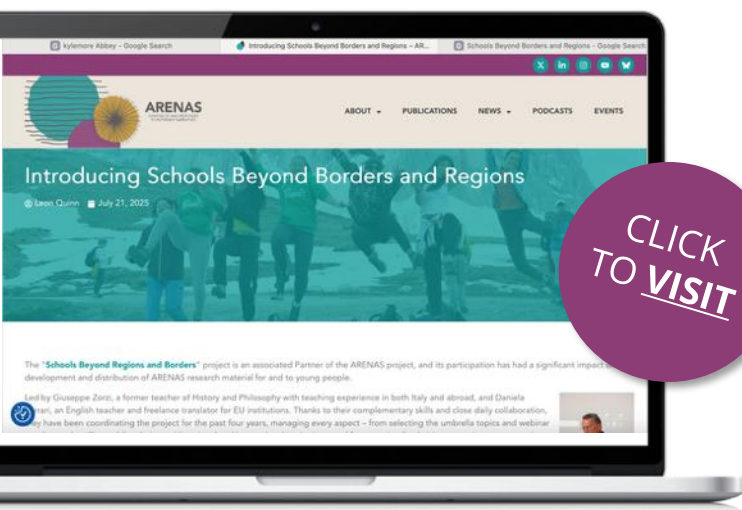 kylemore Abbey – Google Search
Introducing Schools Beyond Borders and Regions – AR...
Schools Beyond Borders and Regions - Google Search
ARENAS
ABOUT
PUBLICATIONS
NEWS
PODCASTS
EVENTS
Introducing Schools Beyond Borders and Regions
Leon Quinn July 21, 2025
CLICK
TO VISIT
The "Schools Beyond Regions and Borders" project is an associated Partner of the ARENAS project, and its participation has had a significant impact
development and distribution of ARENAS research material for and to young people.
Led by Giuseppe Zorzi, a former teacher of History and Philosophy with teaching experience in both Italy and abroad, and Daniela
an English teacher and freelance translator for EU institutions. Thanks to their complementary skills and close daily collaboration,
they have been coordinating the project for the past four years, managing every aspect – from selecting the umbrella topics and webinar